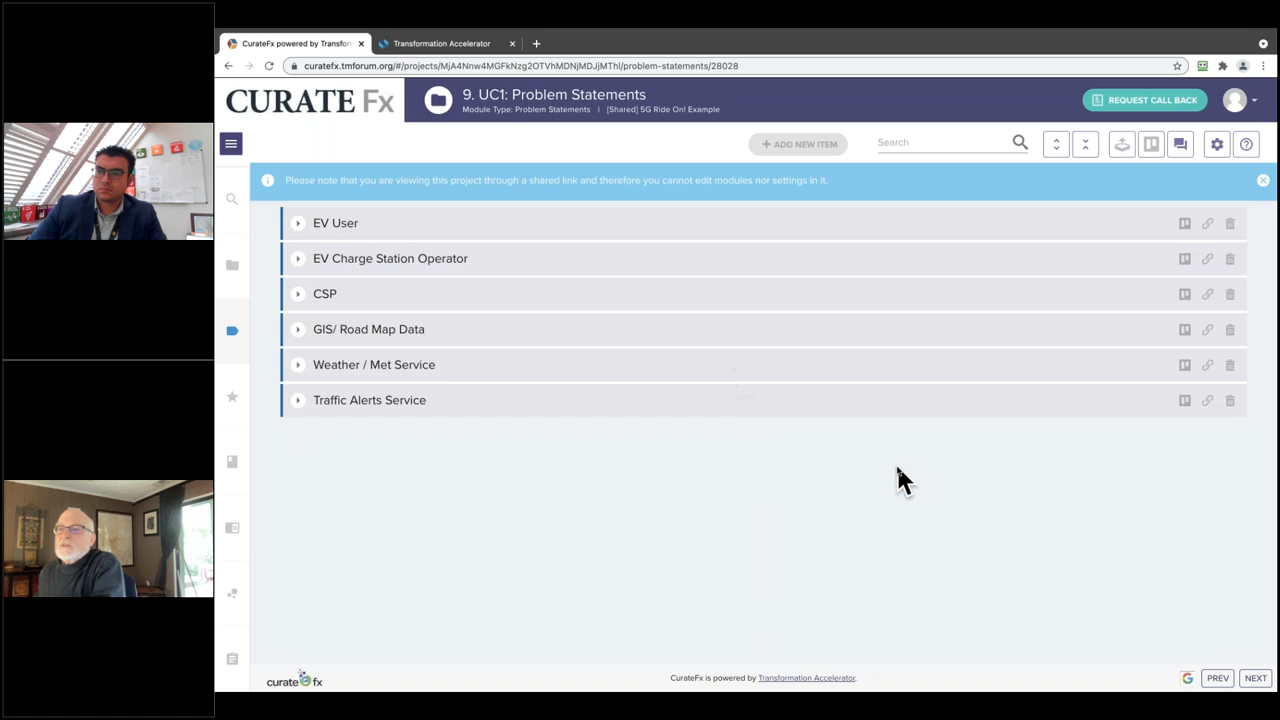 CurateFx powered by Transfor
Transformation Accelerator
curatefx.tmforum.org/#/projects/MjA4Nnw4MGFkNzg2OTVhMDNjMDJjMThl/problem-statements/28028
CURATE Fx
9. UC1: Problem Statements
Module Type: Problem Statements | [Shared] 5G Ride On! Example
REQUEST CALL BACK
+ ADD NEW ITEM
Search
Please note that you are viewing this project through a shared link and therefore you cannot edit modules nor settings in it.
EV User
EV Charge Station Operator
CSP
GIS/ Road Map Data
Weather / Met Service
Traffic Alerts Service
curate fx
CurateFx is powered by Transformation Accelerator.
PREV
NEXT